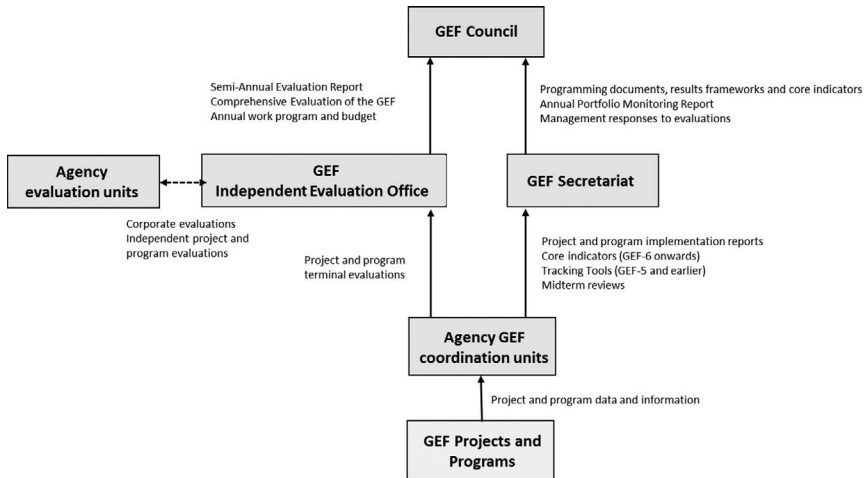 GEF Council
Semi-Annual Evaluation Report
Comprehensive Evaluation of the GEF
Annual work program and budget
Programming documents, results frameworks and core indicators
Annual Portfolio Monitoring Report
Management responses to evaluations
Agency
evaluation units
GEF
Independent Evaluation Office
GEF Secretariat
Corporate evaluations
Independent project and
program evaluations
Project and program
terminal evaluations
Project and program implementation reports
Core indicators (GEF-6 onwards)
Tracking Tools (GEF-5 and earlier)
Midterm reviews
Agency GEF
coordination units
Project and program data and information
GEF Projects and
Programs